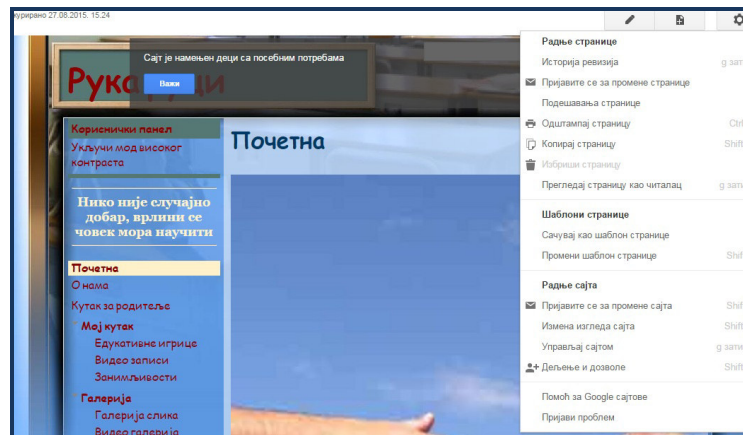 27.08.2015. 15.24
Сајт је намењен деци са посебним потребама
Важи
Кориснички панел
Укључи мод високог
контраста
Нико није случајно
добар, врлини се
човек мора научити
Почетна
О нама
Кутак за родитеље
Мој кутак
Едукативне игрице
Видео записи
Занимљивости
Галерија
Галерија слика
Видео галерија
Почетна
Радње странице
Историја ревизија
Пријавите се за промене странице
Подешавања странице
Одштампај страницу
Копирај страницу Shift
Избриши страницу
Прегледај страницу као читалац
Шаблони странице
Сачувај као шаблон странице
Промени шаблон странице
Радње сајта
Пријавите се за промене сајта
Измена изгледа сајта
Управљај сајтом
Дељење и дозволе
Помоћ за Google сајтове
Пријави проблем